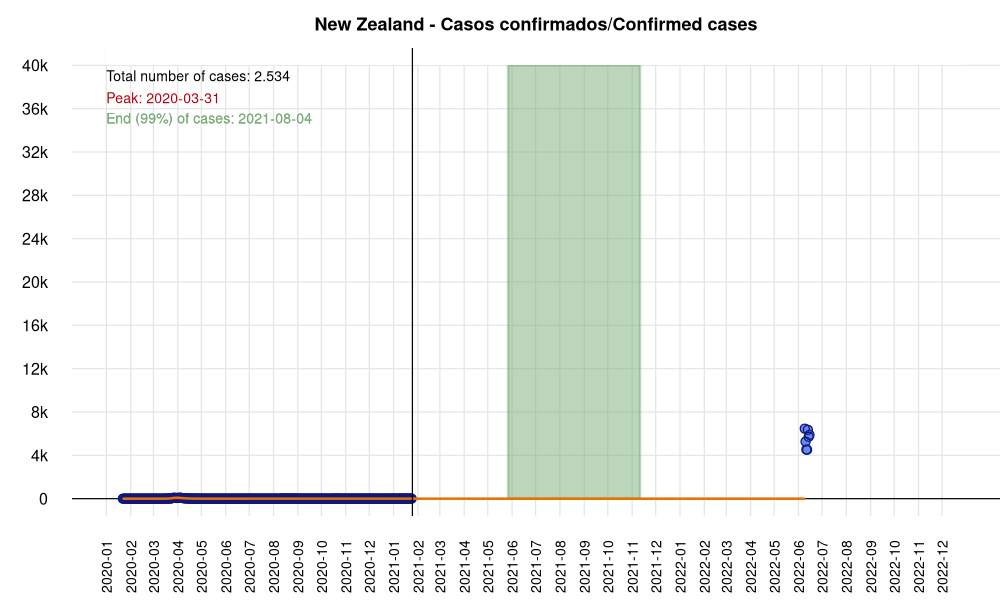 New Zealand - Casos confirmados/Confirmed cases
40k
36k
32k
28k
24k
20k
16k
12k
8k
4k
0
Total number of cases: 2.534
Peak: 2020-03-31
End (99%) of cases: 2021-08-04
2020-01
2020-02
2020-03
2020-04
2020-05
2020-06
2020-07
2020-08
2020-09
2020-10
2020-11
2020-12
2021-01
2021-02
2021-03
2021-04
2021-05
2021-06
2021-07
2021-08
2021-09
2021-10
2021-11
2021-12
2022-01
2022-02
2022-03
2022-04
2022-05
2022-06
2022-07
2022-08
2022-09
2022-10
2022-11
2022-12